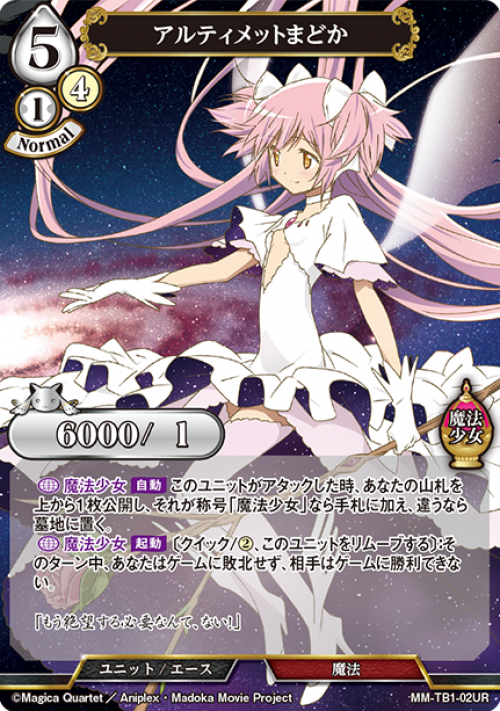 5
アルティメットまどか
4
1
Normal
6000/ 1
魔法
少女
魔法少女 自動 このユニットがアタックした時、あなたの山札を
上から1枚公開し、それが称号「魔法少女」なら手札に加え、違うなら
墓地に置く。
魔法少女 起動 〔クイック/②、このユニットをリムーブする〕:そ
のターン中、あなたはゲームに敗北せず、相手はゲームに勝利できな
い。
『もう絶望する必要なんて、ない!』
ユニット / エース
魔法
©Magica Quartet / Aniplex・Madoka Movie Project
MM-TB1-02UR